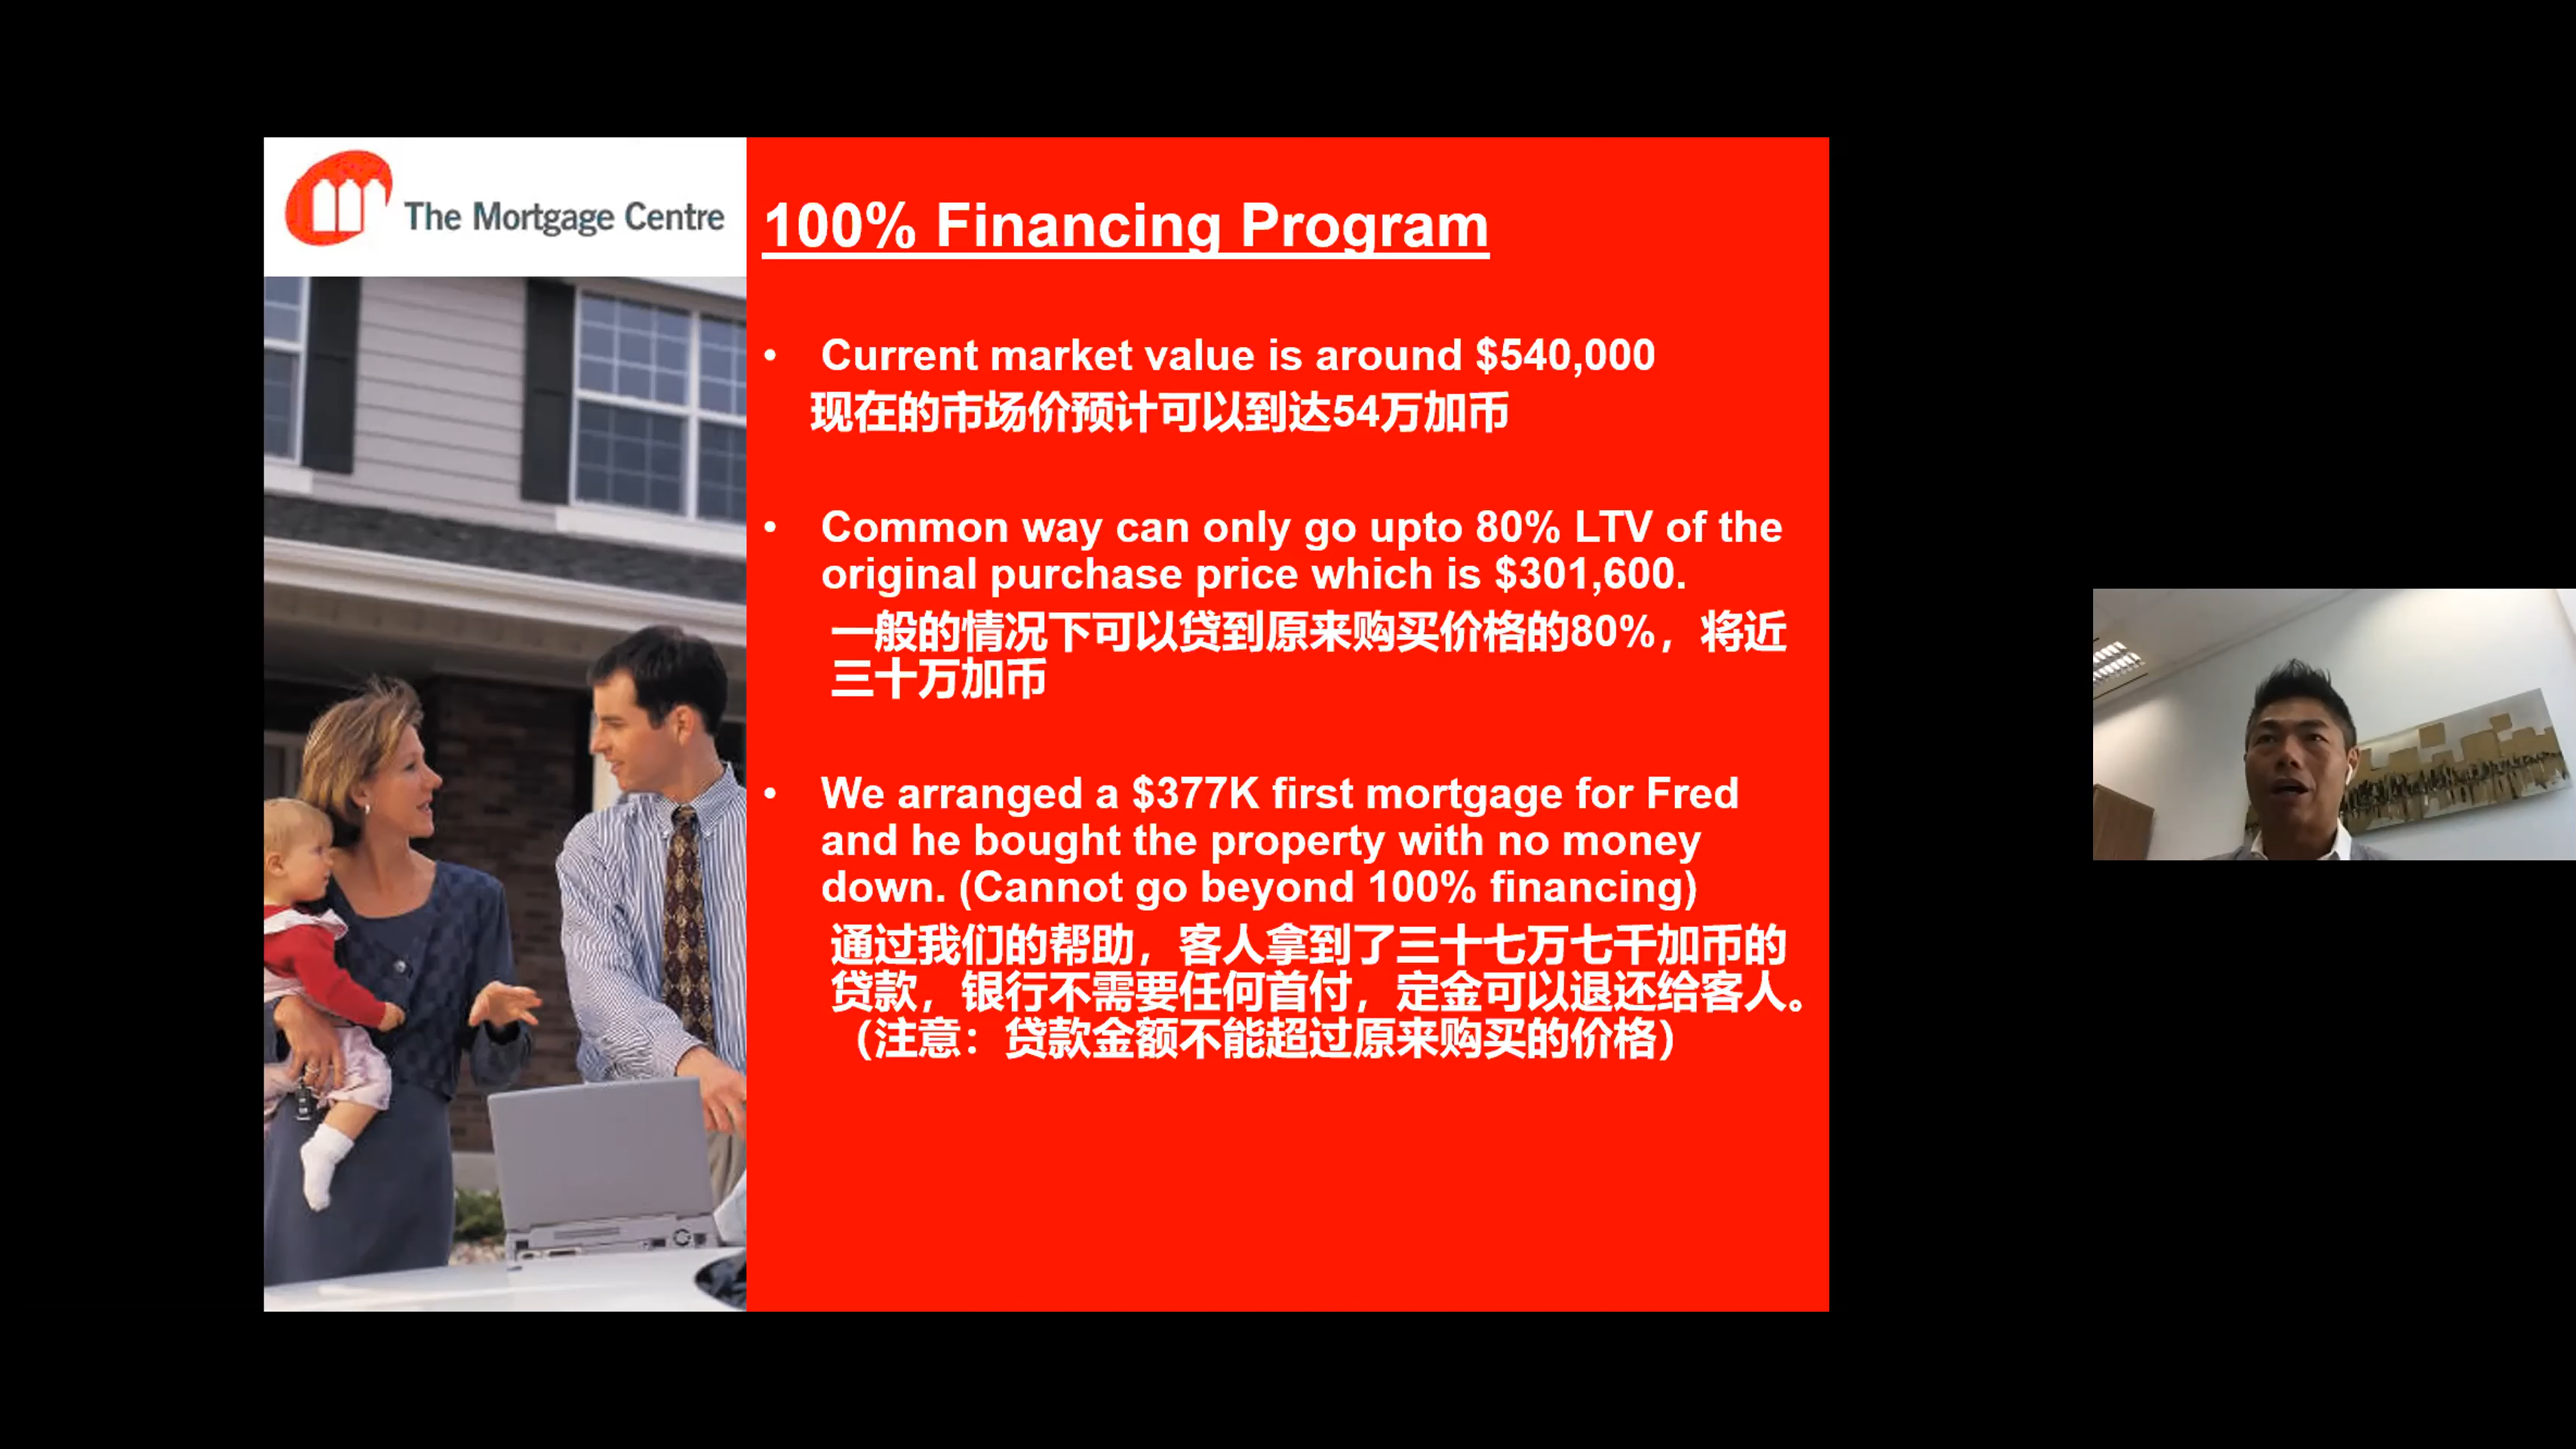 The Mortgage Centre
100% Financing Program
• Current market value is around $540,000
现在的市场价预计可以到达54万加币
• Common way can only go upto 80% LTV of the
original purchase price which is $301,600.
一般的情况下可以贷到原来购买价格的80%，将近
三十万加币
• We arranged a $377K first mortgage for Fred
and he bought the property with no money
down. (Cannot go beyond 100% financing)
通过我们的帮助，客人拿到了三十七万七千加币的
贷款，银行不需要任何首付，定金可以退还给客人。
（注意：贷款金额不能超过原来购买的价格）